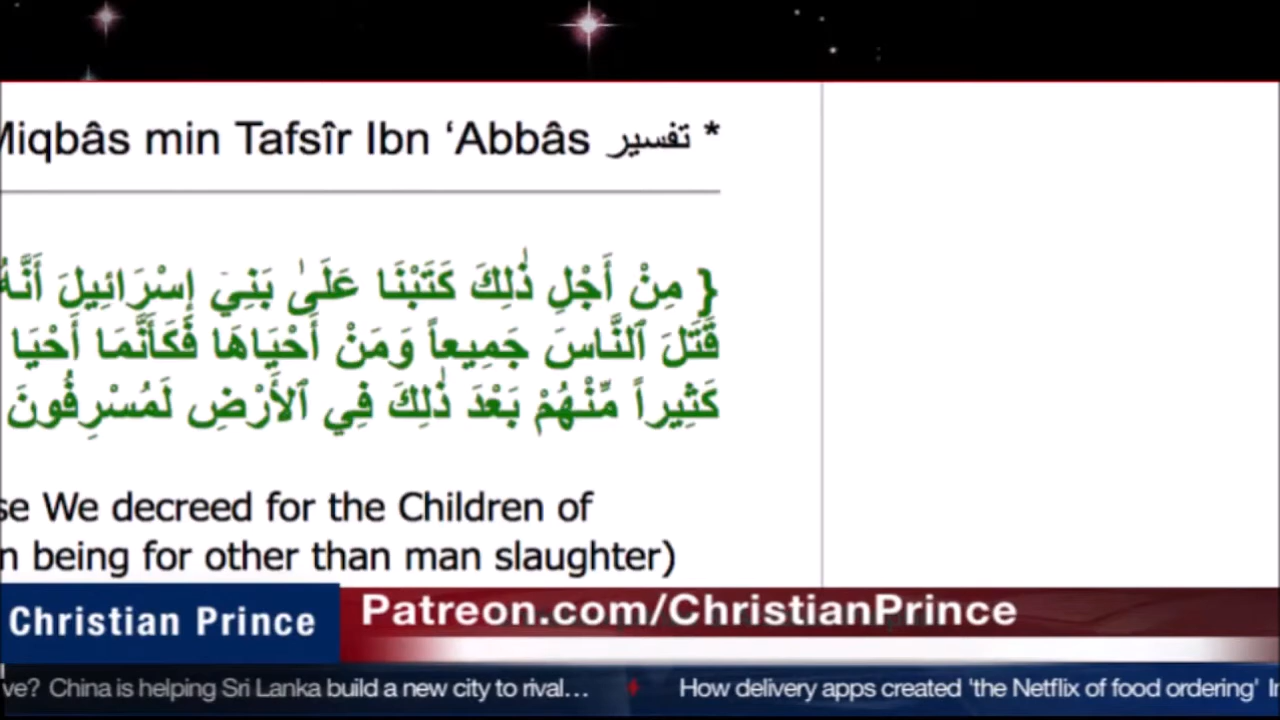 Miqbâs min Tafsîr Ibn ‘Abbâs تفسير *
{ مِنْ أَجْلِ ذٰلِكَ كَتَبْنَا عَلَىٰ بَنِيۤ إِسْرَائِيلَ أَنَّهُ
قَتَلَ ٱلنَّاسَ جَمِيعاً وَمَنْ أَحْيَاهَا فَكَأَنَّمَا أَحْيَا
كَثِيراً مِّنْهُمْ بَعْدَ ذٰلِكَ فِي ٱلأَرْضِ لَمُسْرِفُونَ
se We decreed for the Children of
n being for other than man slaughter)
Christian Prince
Patreon.com/ChristianPrince
ve? China is helping Sri Lanka build a new city to rival... How delivery apps created 'the Netflix of food ordering'